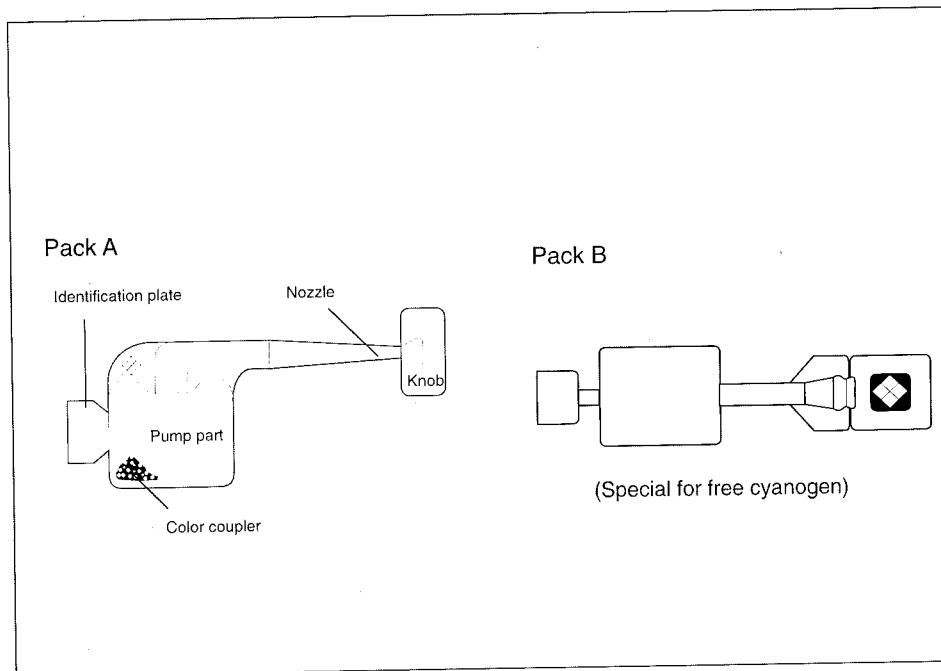 Pack A
Identification plate
Nozzle
Knob
Pump part
Color coupler
Pack B
(Special for free cyanogen)